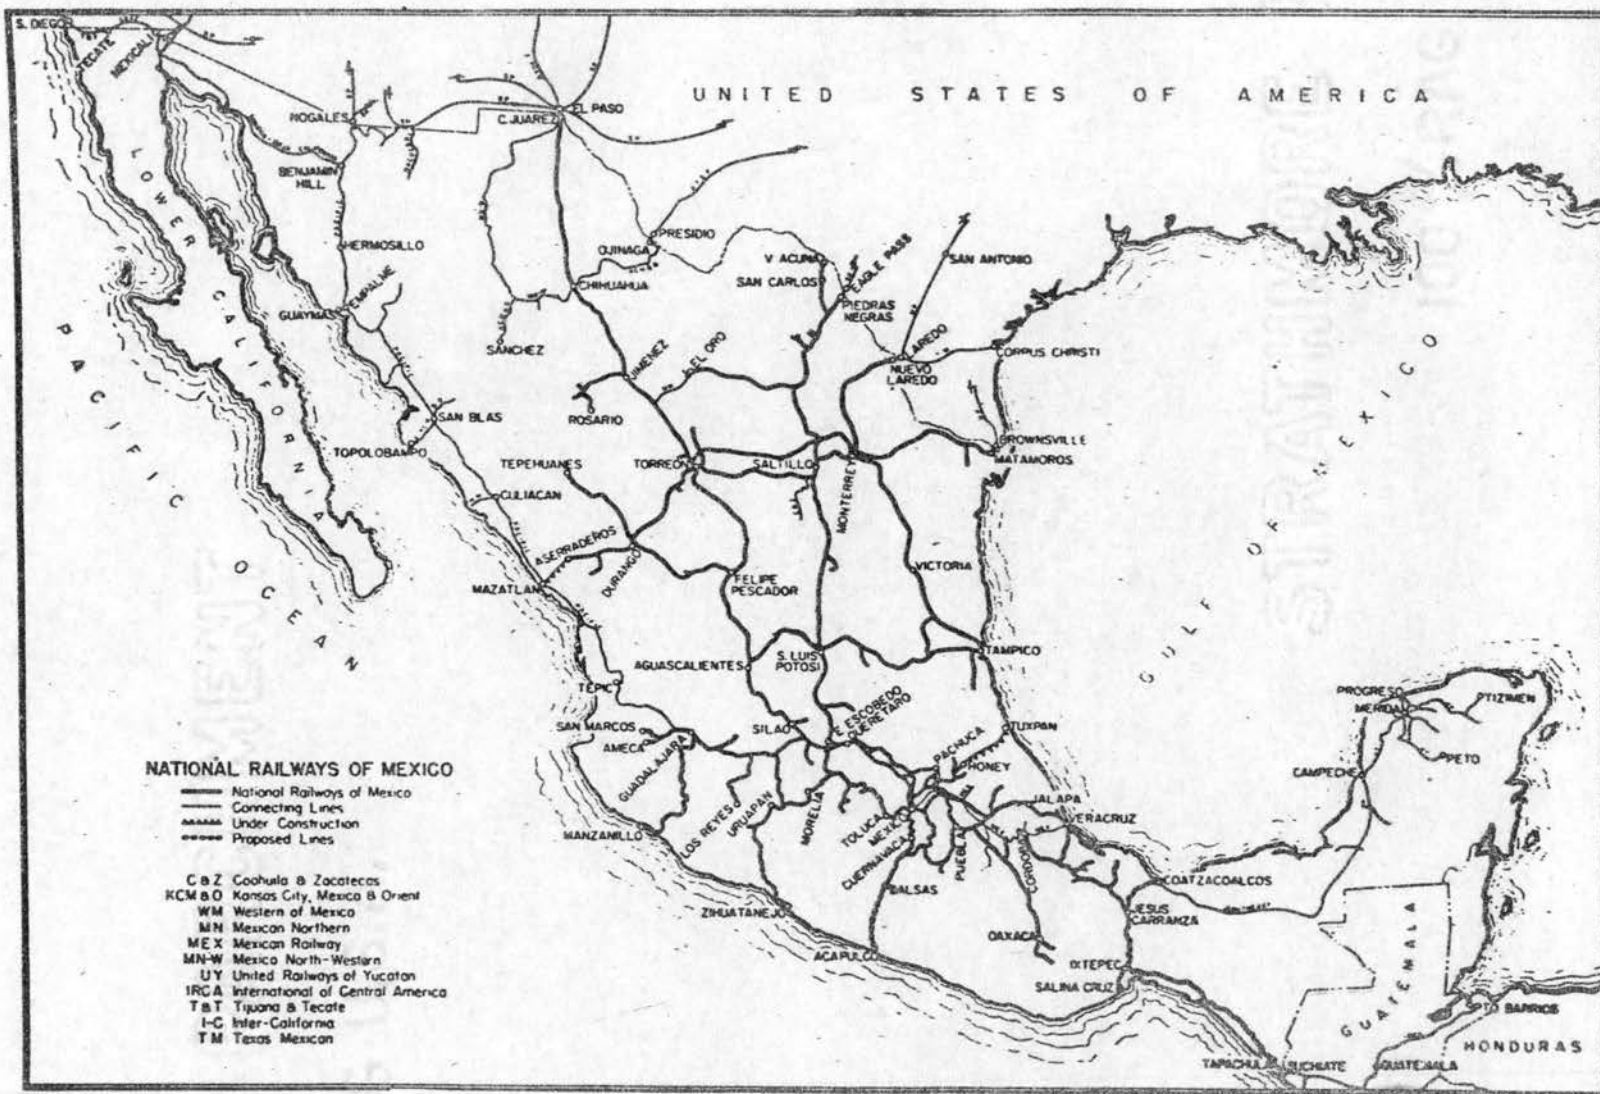 S. DIEGO
TECATE
MEXICALI
UNITED STATES OF AMERICA
NOGALES
EL PASO
C. JUAREZ
BENJAMIN
HILL
LOWER CALIFORNIA
HERMOSILLO
PRESIDIO
OJINAGA
CHIHUAHUA
V. ACUNA
SAN CARLOS
EAGLE PASS
PIEDRAS
NEGRAS
SAN ANTONIO
EMPALME
GUAYMAS
SANCHEZ
JIMENEZ
EL ORO
LAREDO
NUEVO
LAREDO
CORPUS CHRISTI
PACIFIC OCEAN
GULF OF MEXICO
ROSARIO
SAN BLAS
TOPOLOBAMPO
BROWNSVILLE
MATAMOROS
TEPEHUANES
TORREON
SALTILLO
MONTERREY
CULIACAN
ASERRADEROS
DURANGO
MAZATLAN
FELIPE
PESCADOR
VICTORIA
AGUASCALIENTES
S. LUIS
POTOSI
TAMPICO
TEPIC
SAN MARCOS
AMECA
GUADALAJARA
SILAO
E. ESCOBEDO
QUERETARO
PACHUCA
HONEY
TUXPAN
PROGRESO
MERIDA
TIZIMEN
PETO
CAMPECHE
MANZANILLO
LOS REYES
URUAPAN
MORELIA
TOLUCA
MEXICO
CUERNAVACA
BALSAS
PUEBLA
CORDOBA
JALAPA
VERACRUZ
COATZACOALCOS
JESUS
CARRANZA
ZIHUATANEJO
ACAPULCO
OAXACA
IXTEPEC
SALINA CRUZ
GUATEMALA
PTO BARRIOS
HONDURAS
TAPACHULA
SUCHIATE
GUATEMALA
NATIONAL RAILWAYS OF MEXICO
National Railways of Mexico
Connecting Lines
Under Construction
Proposed Lines
C & Z Coahuila & Zacatecas
KCM & O Kansas City, Mexico & Orient
WM Western of Mexico
MN Mexican Northern
MEX Mexican Railway
MN-W Mexico North-Western
UY United Railways of Yucatan
IRCA International of Central America
T & T Tijuana & Tecate
I-C Inter-California
TM Texas Mexican